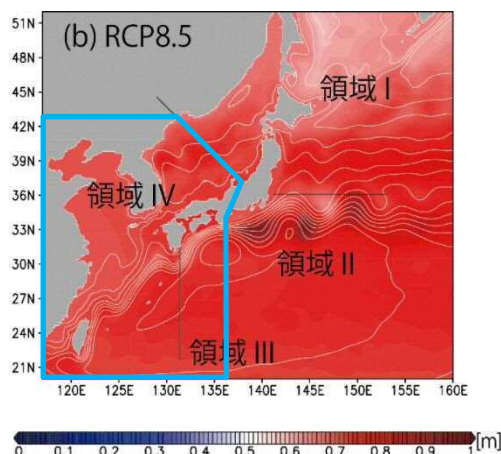 (b) RCP8.5
51N
48N
45N
42N
39N
36N
33N
30N
27N
24N
21N
領域 I
領域 IV
領域 II
領域 III
120E 125E 130E 135E 140E 145E 150E 155E 160E
[m]
0 0.1 0.2 0.3 0.4 0.5 0.6 0.7 0.8 0.9 1